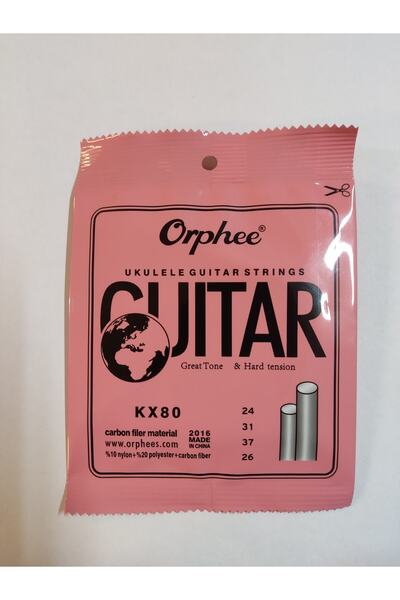 Orphee®
UKULELE GUITAR STRINGS
GUITAR
Great Tone & Hard tension
KX80
24
31
37
26
carbon filer material
www.orphees.com
%10 nylon+%20 polyester+carbon fiber
2016
MADE
IN CHINA